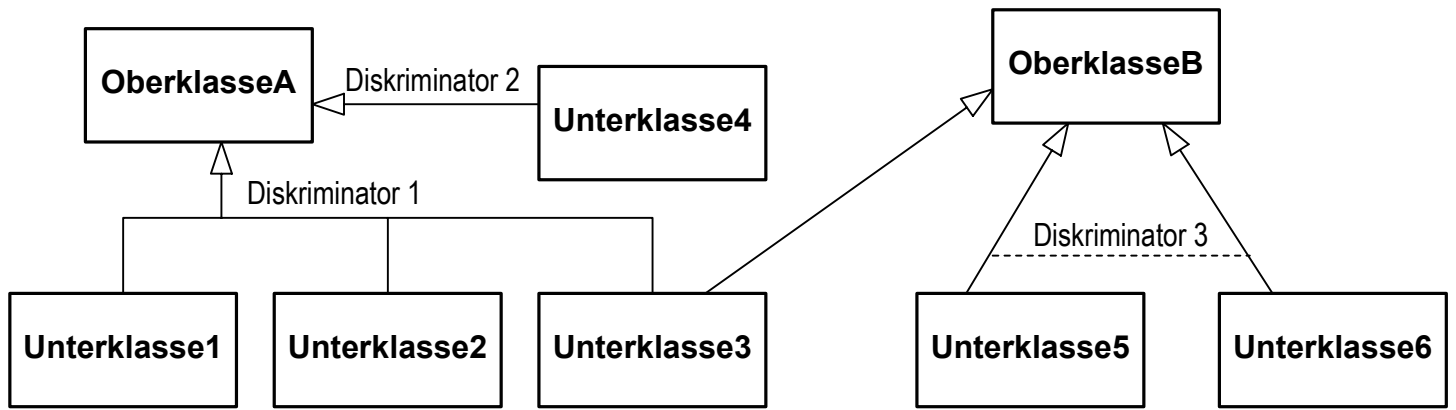 OberklasseA
Diskriminator 2
Unterklasse4
OberklasseB
Diskriminator 1
Diskriminator 3
Unterklasse1
Unterklasse2
Unterklasse3
Unterklasse5
Unterklasse6